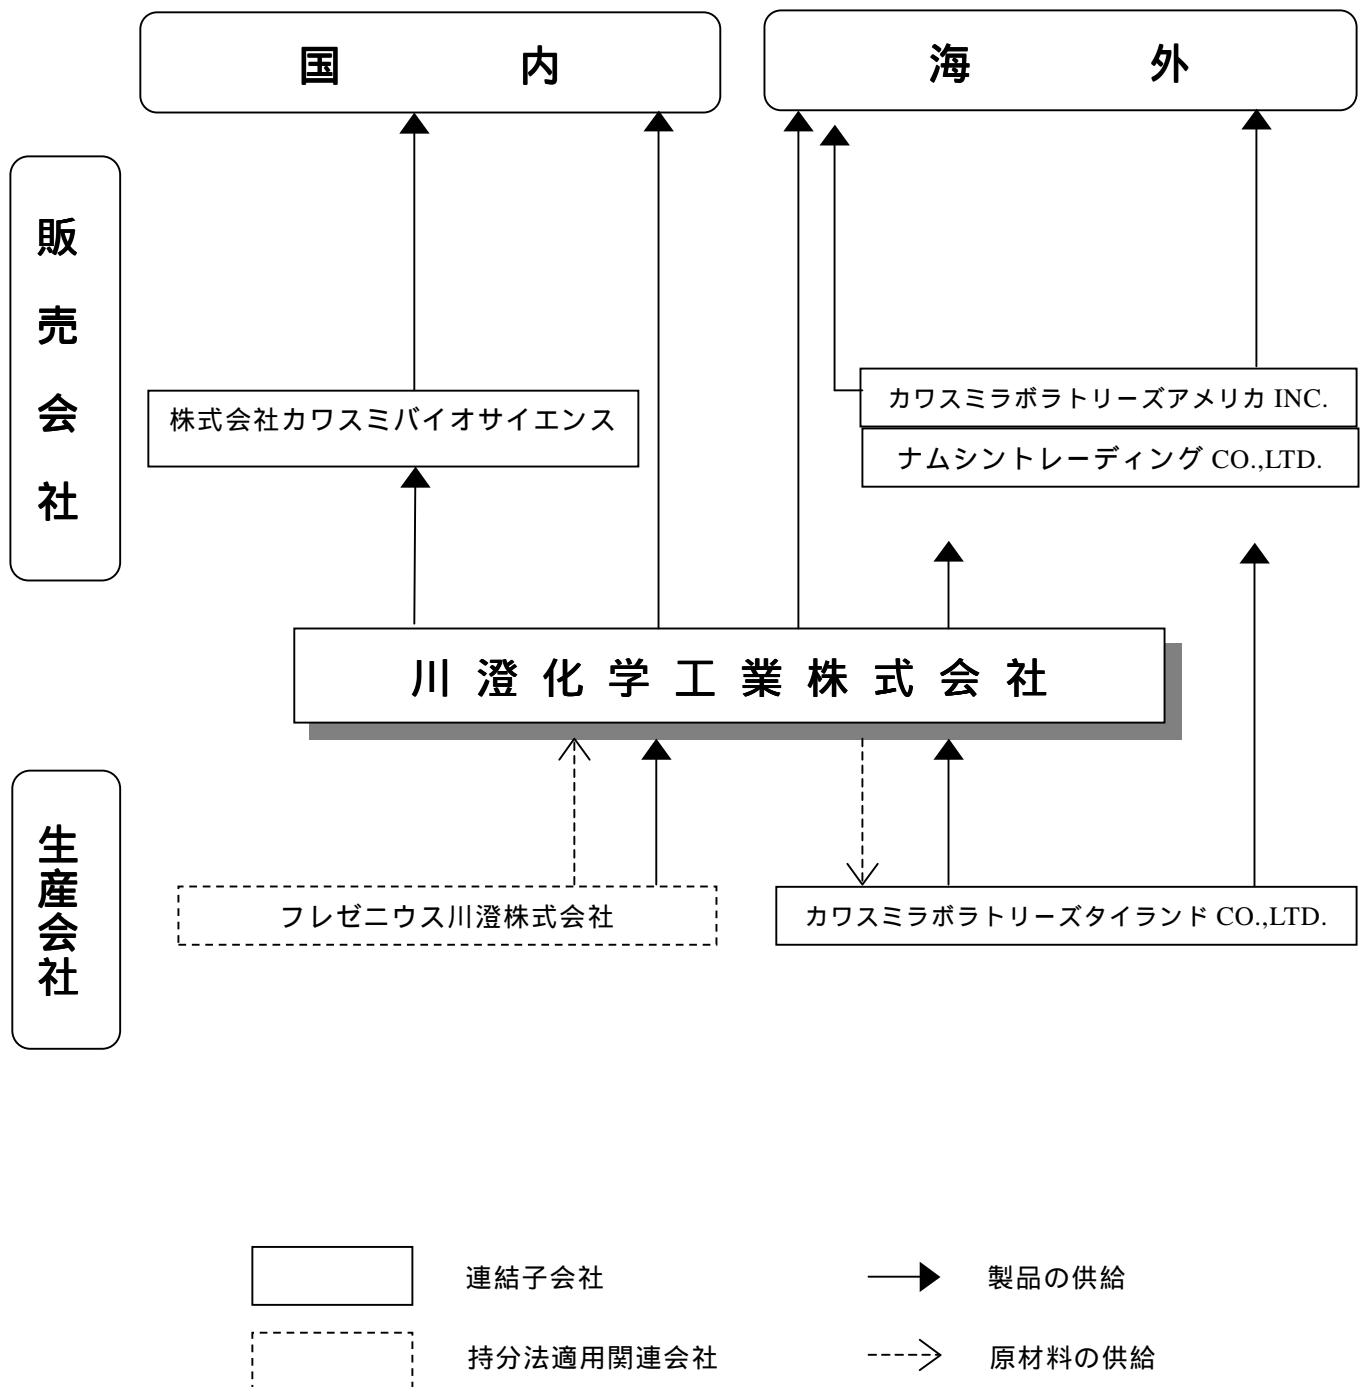 国内
海外
販売会社
カワスミラボラトリーズアメリカ INC.
株式会社カワスミバイオサイエンス
ナムシントレーディング CO.,LTD.
川澄化学工業株式会社
生産会社
フレゼニウス川澄株式会社
カワスミラボラトリーズタイランド CO.,LTD.
連結子会社
製品の供給
持分法適用関連会社
原材料の供給